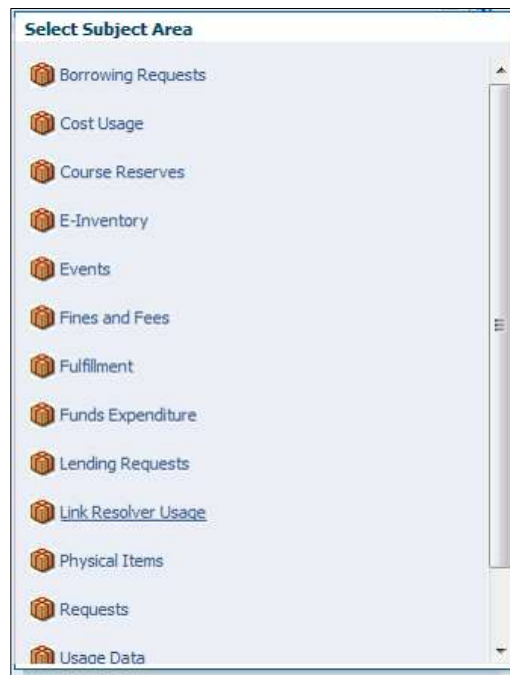 Select Subject Area
Borrowing Requests
Cost Usage
Course Reserves
E-Inventory
Events
Fines and Fees
Fulfillment
Funds Expenditure
Lending Requests
Link Resolver Usage
Physical Items
Requests
Usage Data